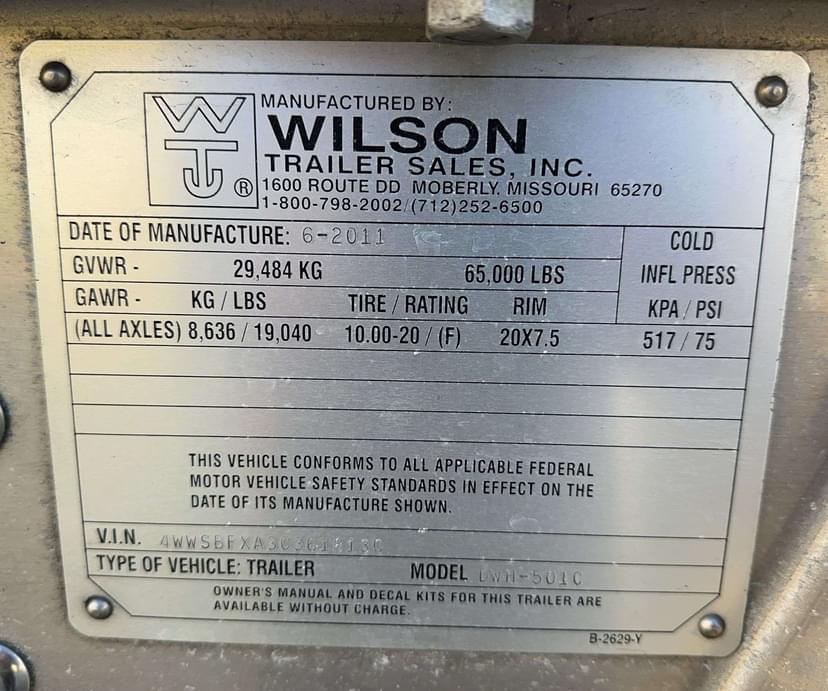 MANUFACTURED BY:
WILSON
TRAILER SALES, INC.
1600 ROUTE DD MOBERLY, MISSOURI 65270
1-800-798-2002/(712)252-6500
DATE OF MANUFACTURE: 6-2011
COLD
GVWR - 29,484 KG 65,000 LBS INFL PRESS
GAWR - KG / LBS TIRE / RATING RIM KPA / PSI
(ALL AXLES) 8,636 / 19,040 10.00-20 / (F) 20X7.5 517 / 75
THIS VEHICLE CONFORMS TO ALL APPLICABLE FEDERAL
MOTOR VEHICLE SAFETY STANDARDS IN EFFECT ON THE
DATE OF ITS MANUFACTURE SHOWN.
V.I.N.
TYPE OF VEHICLE: TRAILER MODEL
OWNER'S MANUAL AND DECAL KITS FOR THIS TRAILER ARE
AVAILABLE WITHOUT CHARGE.
B-2629-Y